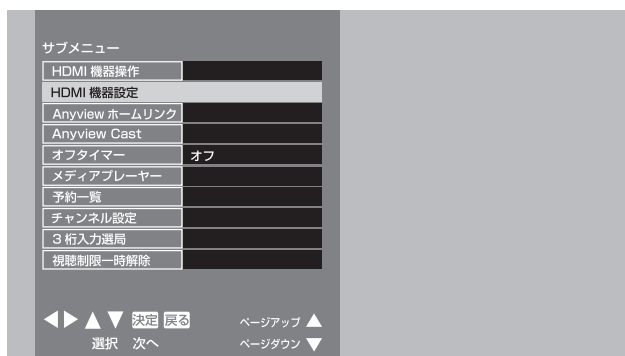 サブメニュー
HDMI 機器操作
HDMI 機器設定
Anyview ホームリンク
Anyview Cast
オフタイマー オフ
メディアプレーヤー
予約一覧
チャンネル設定
3 桁入力選局
視聴制限一時解除
◀▶▲▼ 決定 戻る ページアップ ▲
選択 次へ ページダウン ▼